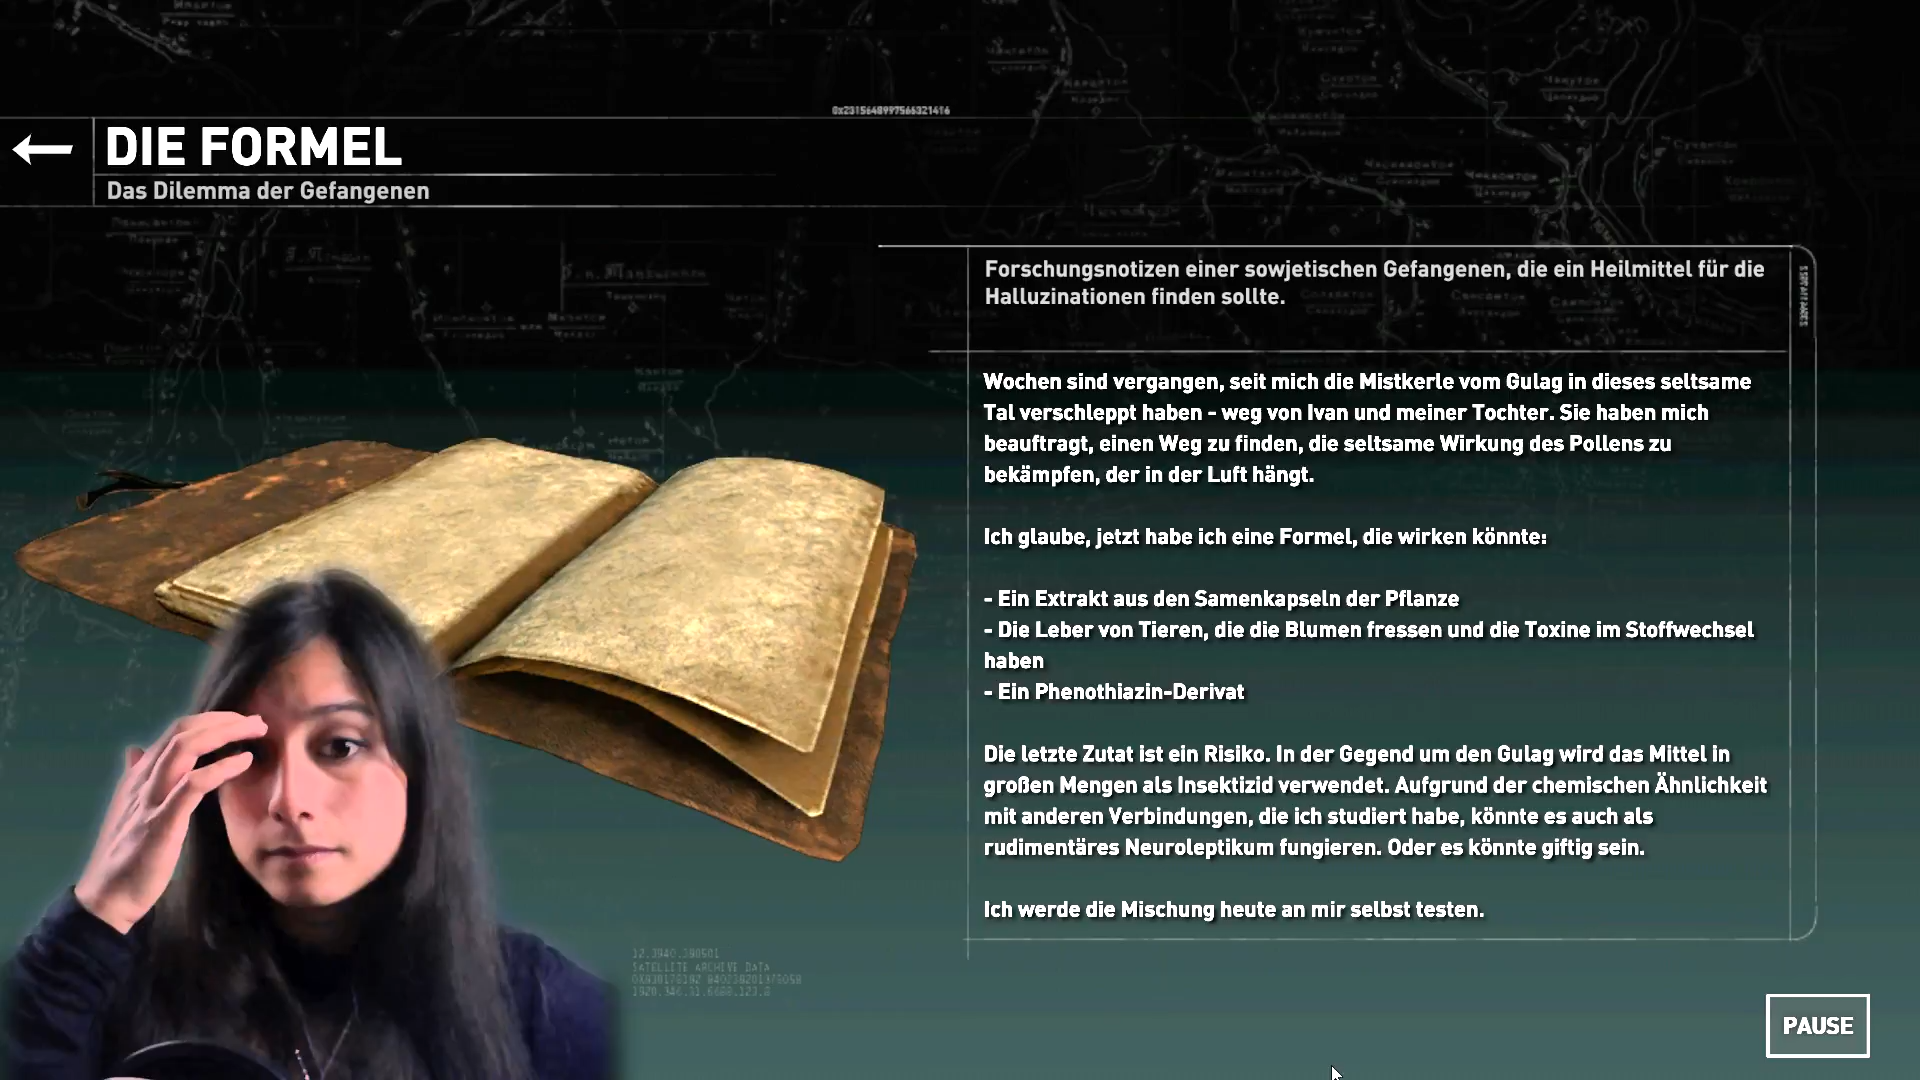 0x2315648997566321416
DIE FORMEL
Das Dilemma der Gefangenen
Forschungsnotizen einer sowjetischen Gefangenen, die ein Heilmittel für die
Halluzinationen finden sollte.
Wochen sind vergangen, seit mich die Mistkerle vom Gulag in dieses seltsame
Tal verschleppt haben - weg von Ivan und meiner Tochter. Sie haben mich
beauftragt, einen Weg zu finden, die seltsame Wirkung des Pollens zu
bekämpfen, der in der Luft hängt.
Ich glaube, jetzt habe ich eine Formel, die wirken könnte:
- Ein Extrakt aus den Samenkapseln der Pflanze
- Die Leber von Tieren, die die Blumen fressen und die Toxine im Stoffwechsel
haben
- Ein Phenothiazin-Derivat
Die letzte Zutat ist ein Risiko. In der Gegend um den Gulag wird das Mittel in
großen Mengen als Insektizid verwendet. Aufgrund der chemischen Ähnlichkeit
mit anderen Verbindungen, die ich studiert habe, könnte es auch als
rudimentäres Neuroleptikum fungieren. Oder es könnte giftig sein.
Ich werde die Mischung heute an mir selbst testen.
SATELLITE ARCHIVE DATA
PAUSE